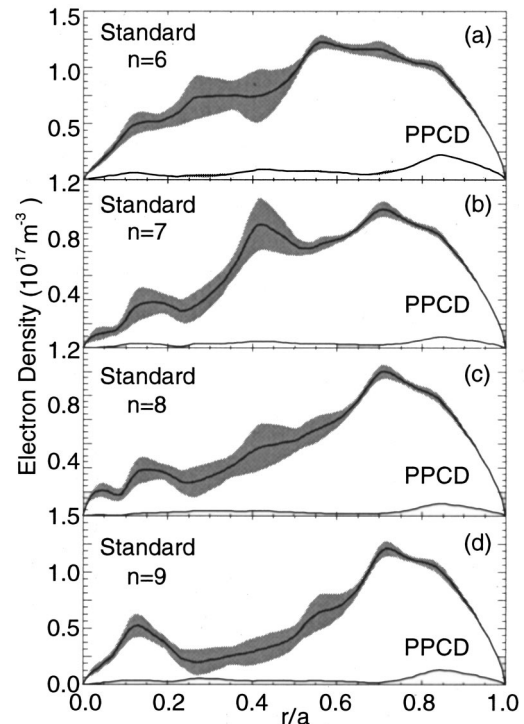 1.5
Standard
n=6
(a)
1.0
0.5
PPCD
1.2
Standard
n=7
(b)
0.8
0.4
PPCD
1.2
Standard
n=8
(c)
0.8
0.4
PPCD
1.5
Standard
n=9
(d)
1.0
0.5
PPCD
0.0
0.0 0.2 0.4 0.6 0.8 1.0
r/a
Electron Density (10¹⁷m⁻³)